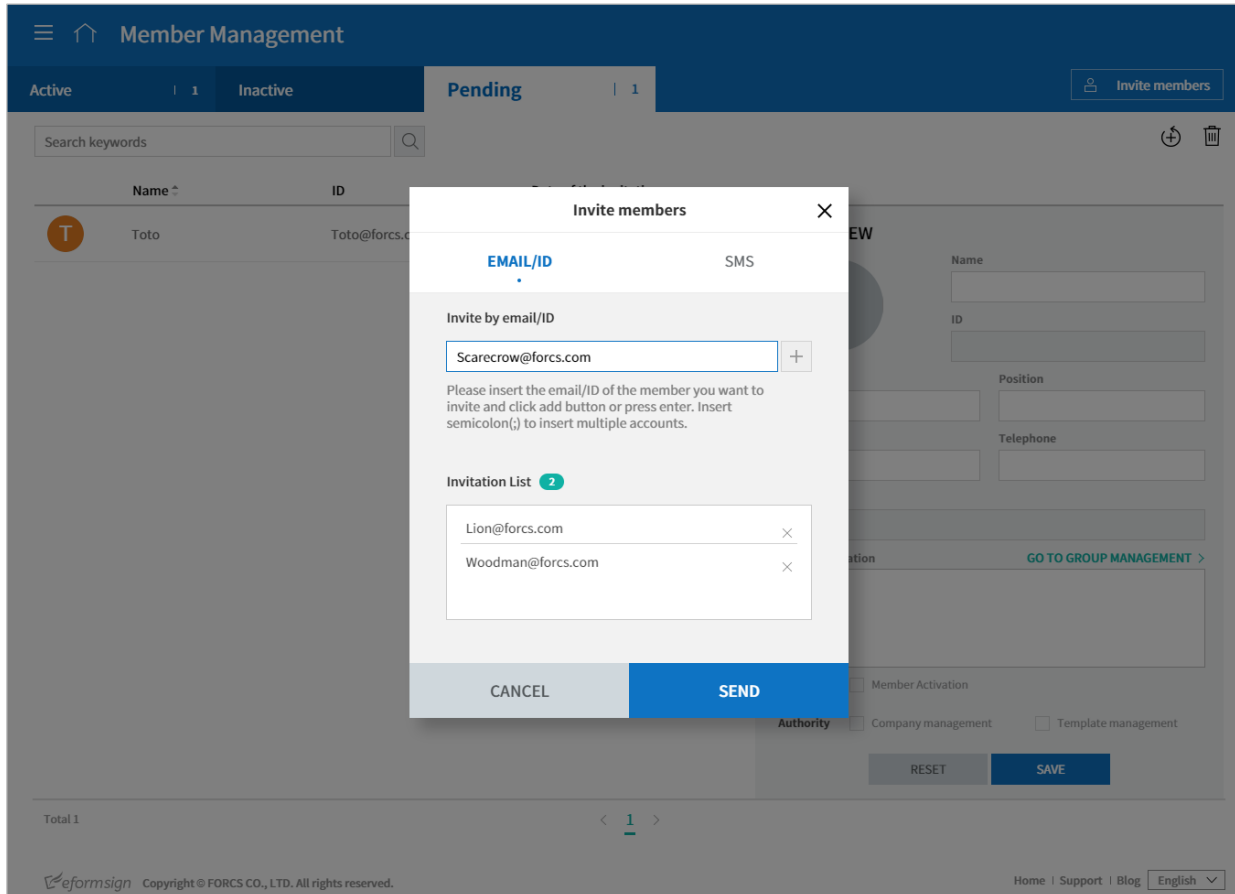 Member Management
Active | 1 Inactive Pending | 1 Invite members
Search keywords
Name ID
T Toto Toto@forcs.c
Invite members
EMAIL/ID SMS
Invite by email/ID
Scarecrow@forcs.com
Please insert the email/ID of the member you want to
invite and click add button or press enter. Insert
semicolon(;) to insert multiple accounts.
Invitation List 2
Lion@forcs.com
Woodman@forcs.com
CANCEL SEND
EW
Name
ID
Position
Telephone
ation GO TO GROUP MANAGEMENT >
Member Activation
Authority Company management Template management
RESET SAVE
Total 1 < 1 >
eformsign Copyright © FORCS CO., LTD. All rights reserved. Home | Support | Blog English